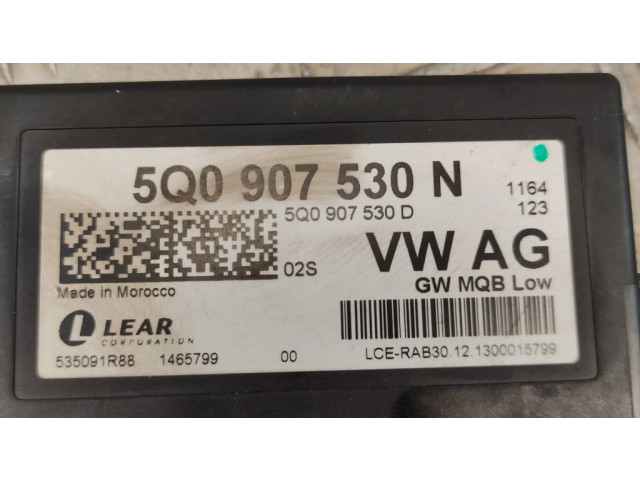 5Q0 907 530 N 1164
5Q0 907 530 D 123
02S VW AG
Made in Morocco GW MQB Low
LEAR
CORPORATION
535091R88 1465799 00 LCE-RAB30.12.1300015799